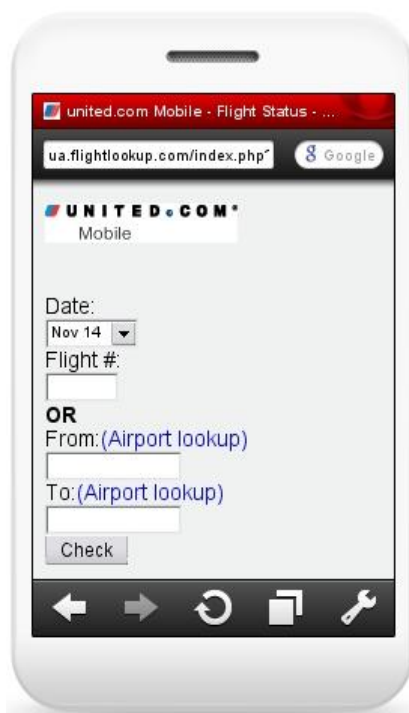 united.com Mobile - Flight Status - ...
ua.flightlookup.com/index.php?
8 Google
UNITED.COM®
Mobile
Date:
Nov 14
Flight #:
OR
From:(Airport lookup)
To:(Airport lookup)
Check